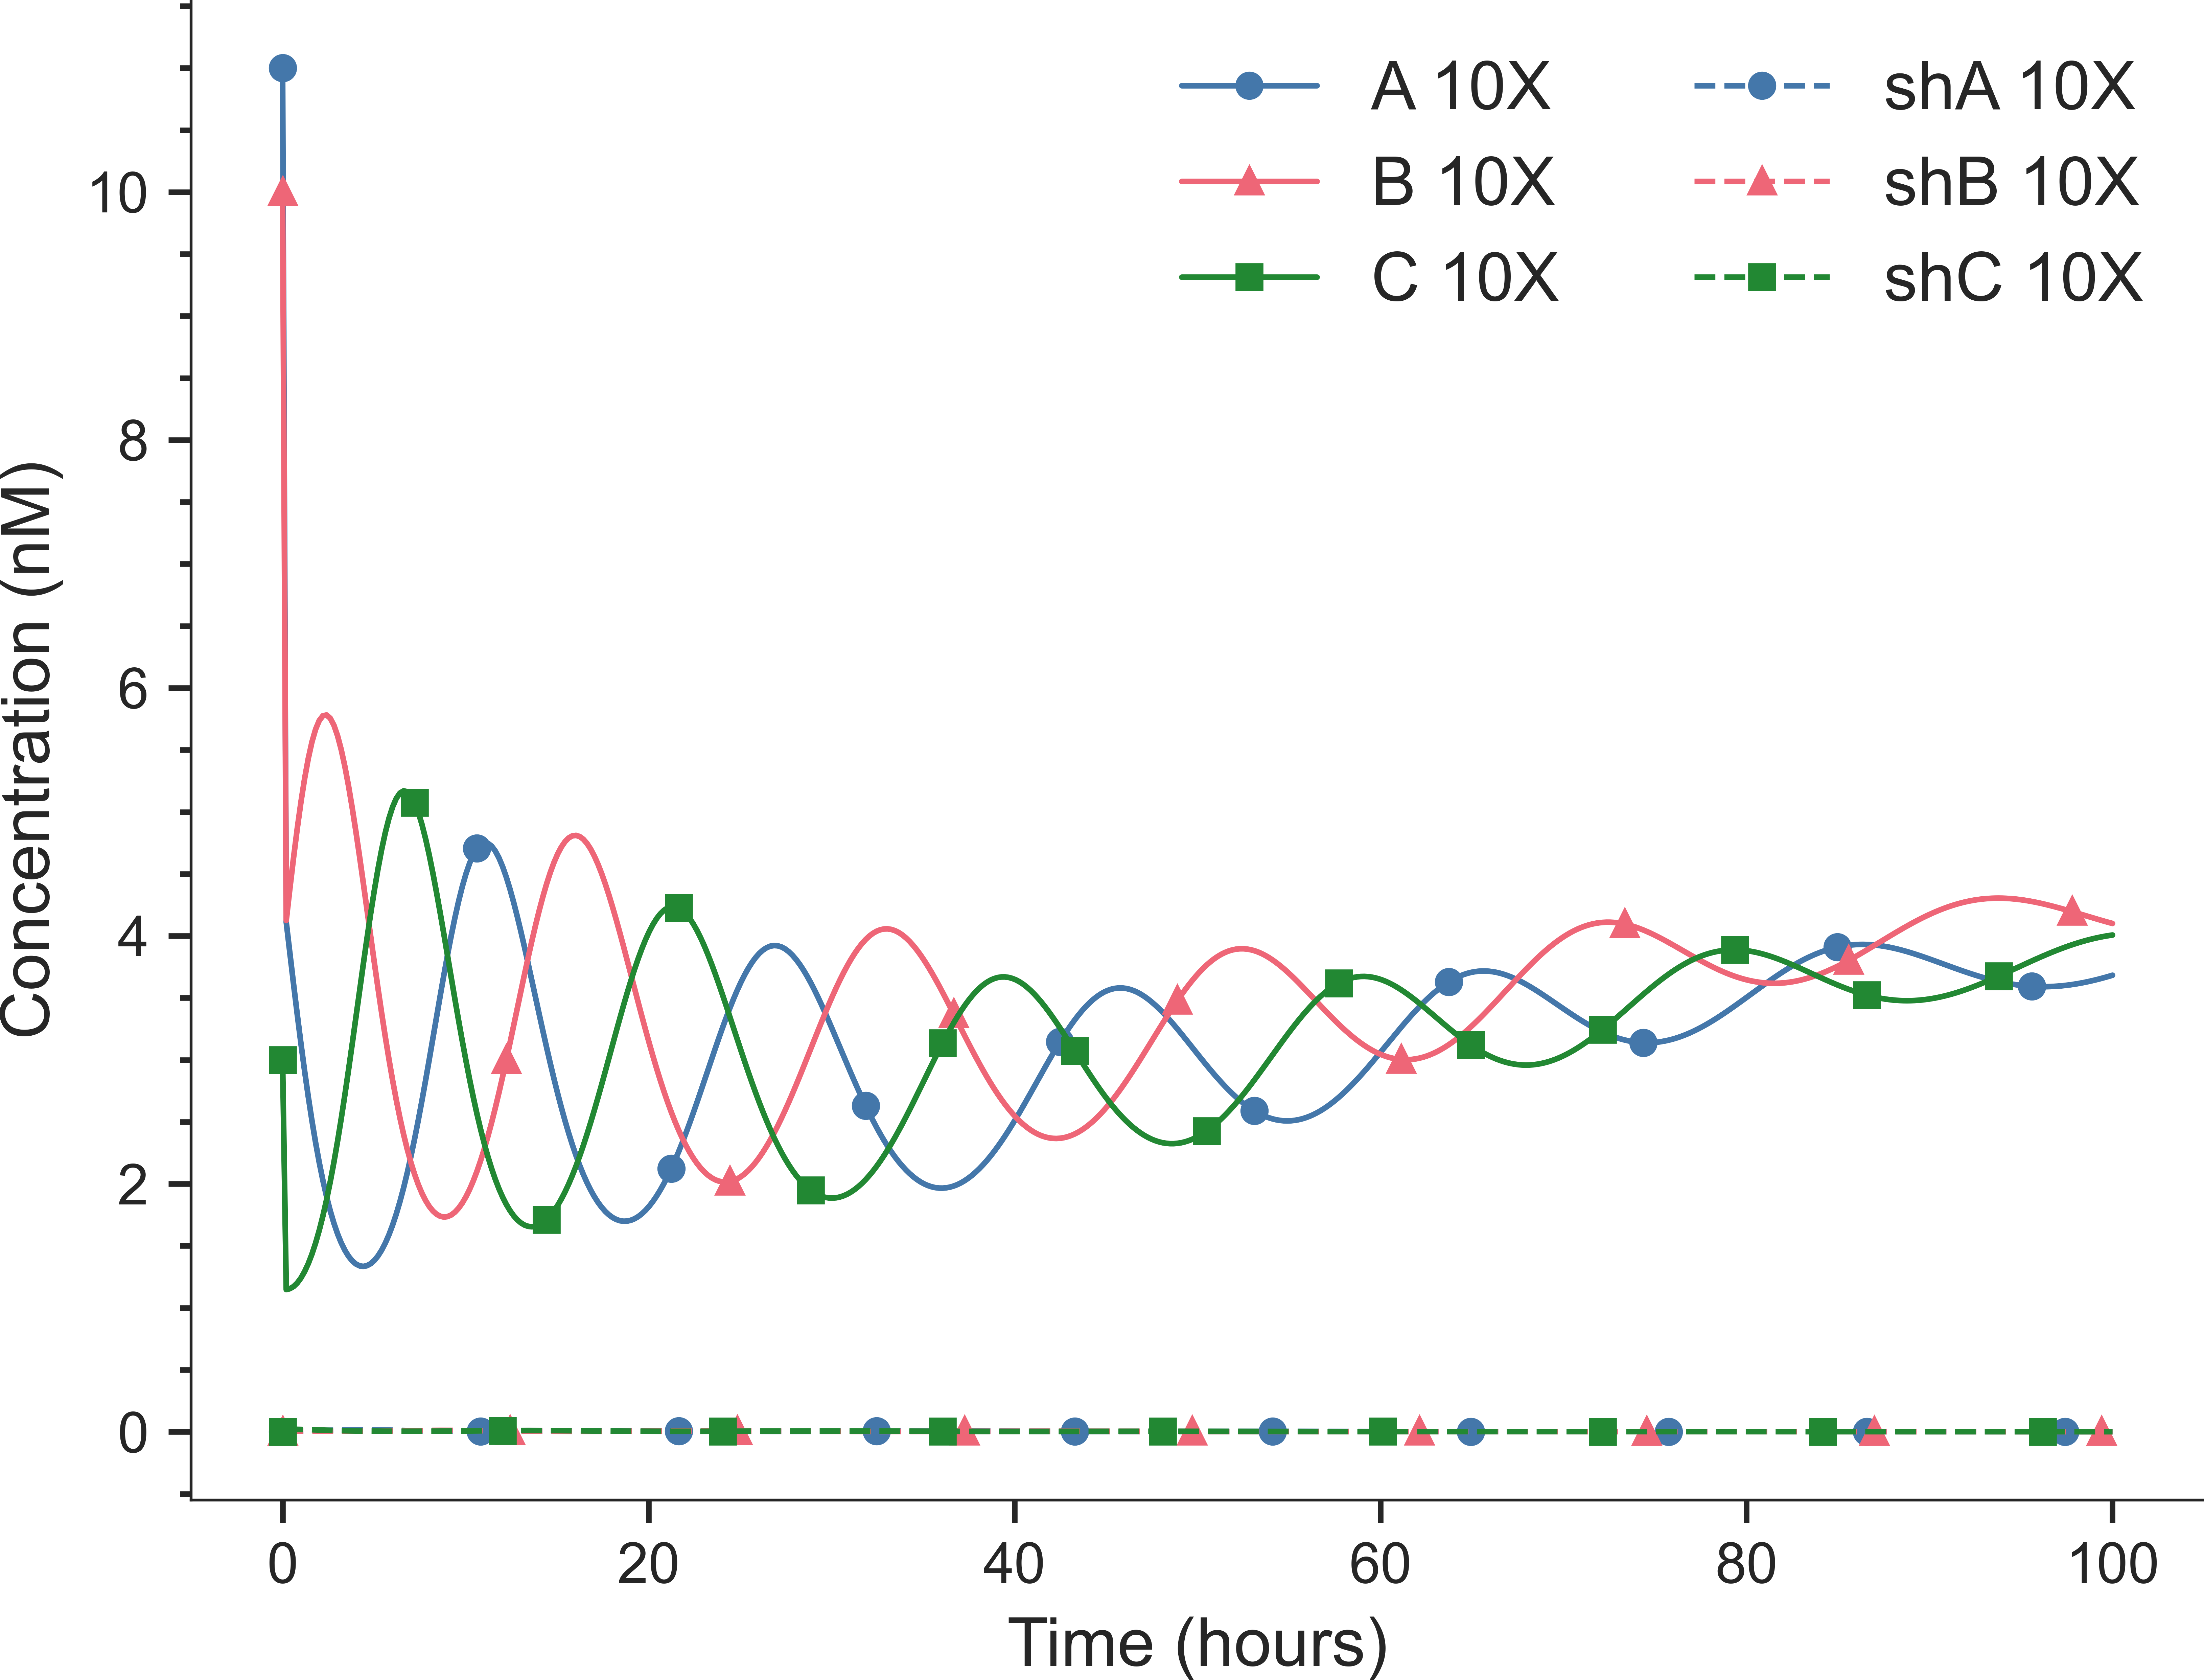 A 10X
shA 10X
B 10X
shB 10X
C 10X
shC 10X
Concentration (nM)
10
8
6
4
2
0
0
20
40
60
80
100
Time (hours)